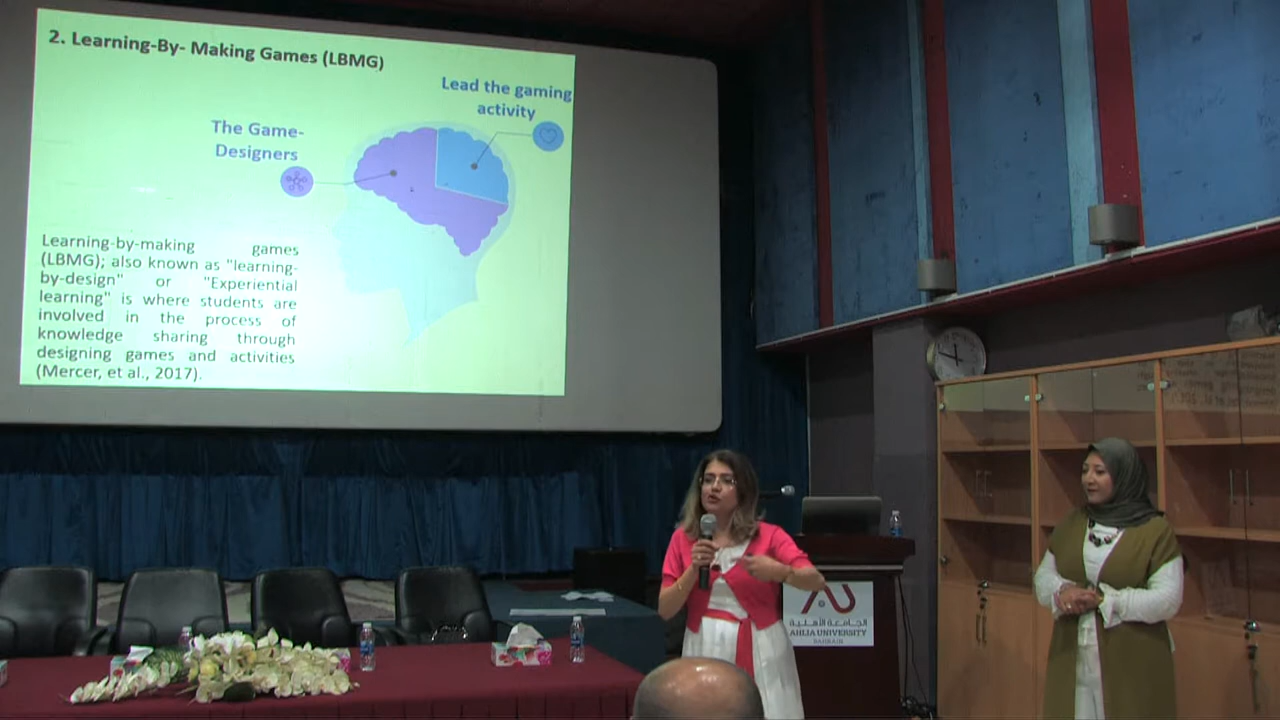 2. Learning-By- Making Games (LBMG)
Lead the gaming
activity
The Game-
Designers
Learning-by-making games
(LBMG); also known as "learning-
by-design" or "Experiential
learning" is where students are
involved in the process of
knowledge sharing through
designing games and activities
(Mercer, et al., 2017).
الجامعة الأهلية
AHLIA UNIVERSITY
BAHRAIN